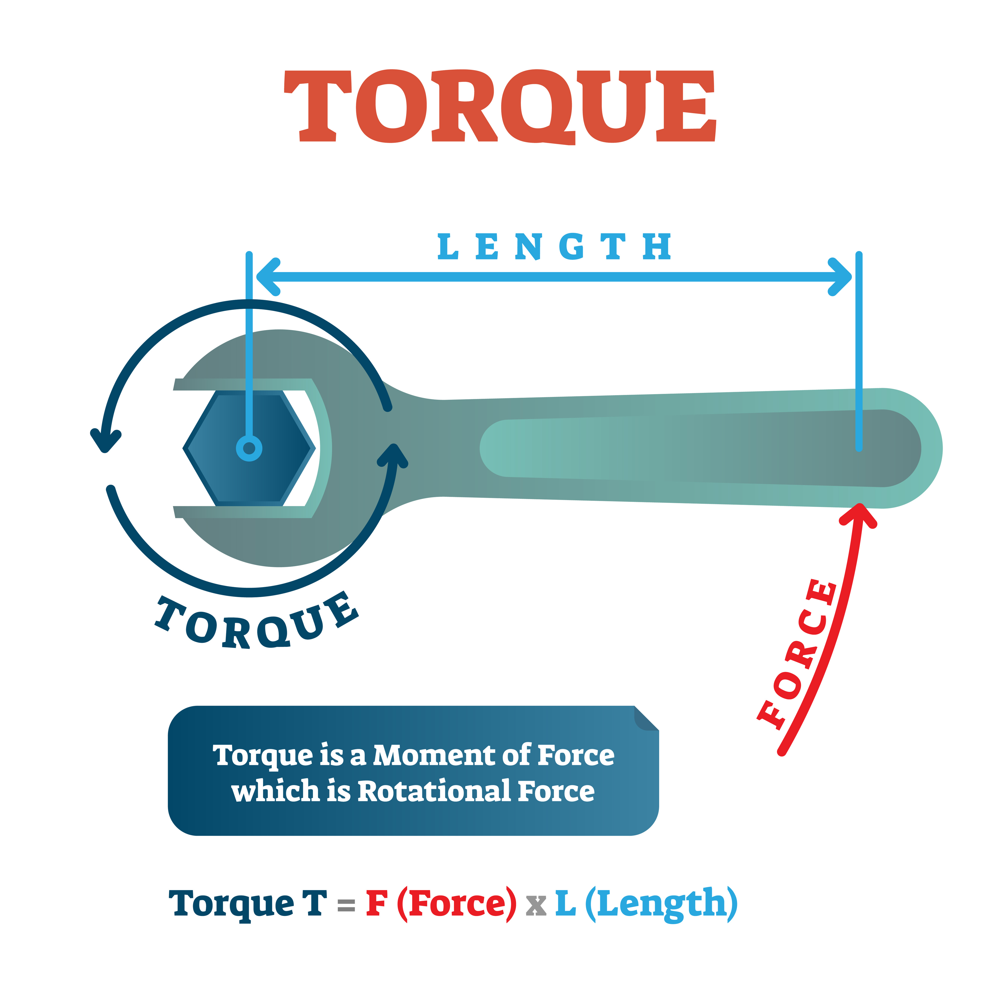 TORQUE
LENGTH
TORQUE
FORCE
Torque is a Moment of Force
which is Rotational Force
Torque T = F (Force) x L (Length)